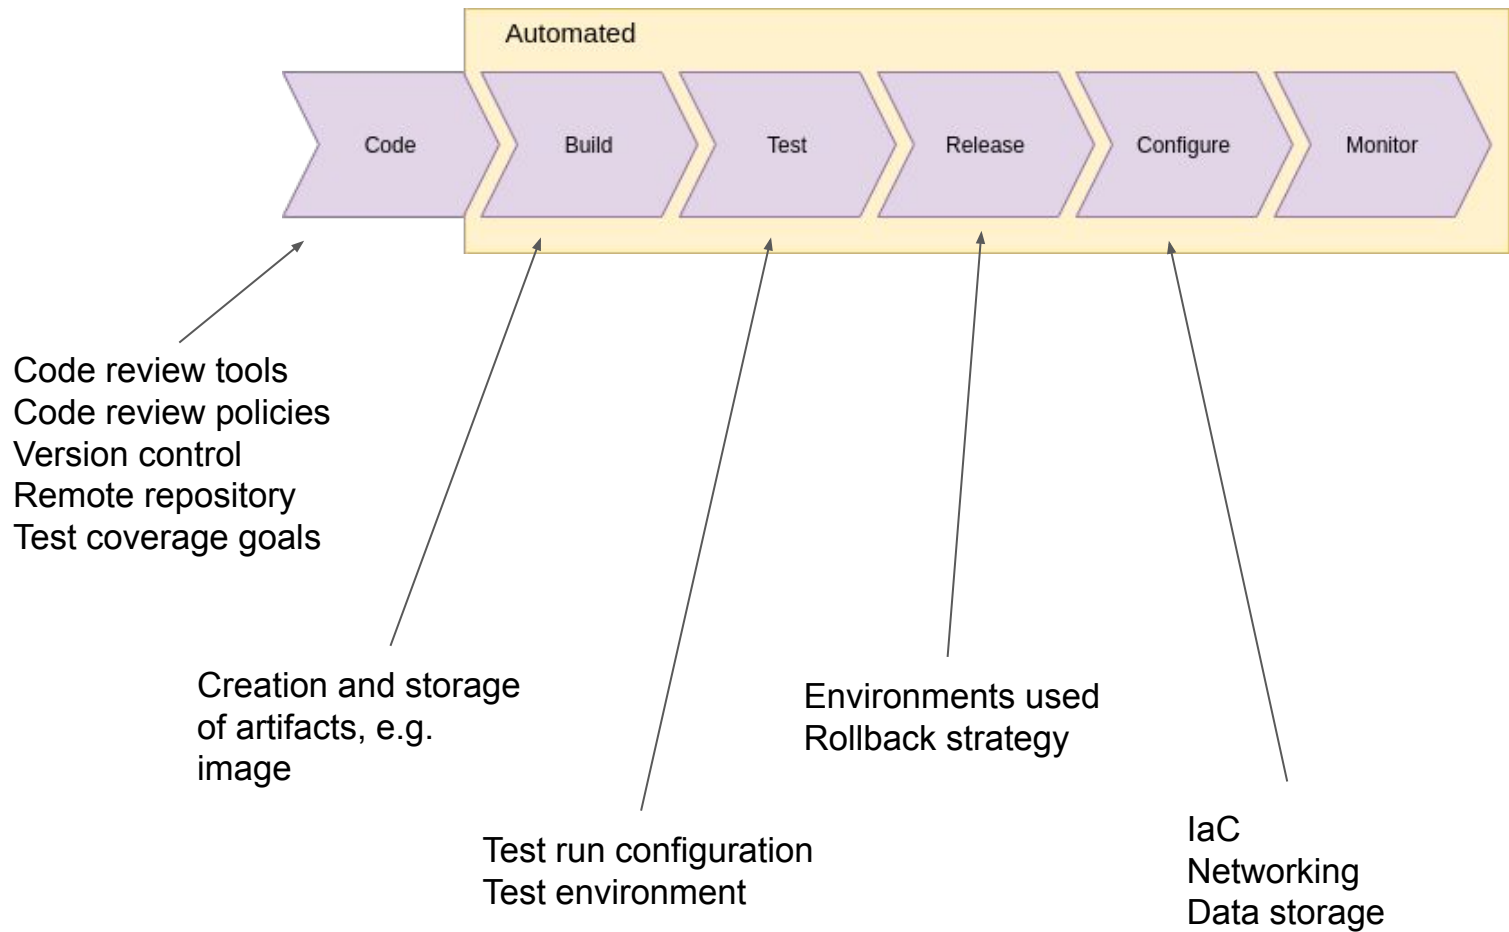 Automated
Code
Build
Test
Release
Configure
Monitor
Code review tools
Code review policies
Version control
Remote repository
Test coverage goals
Creation and storage
of artifacts, e.g.
image
Test run configuration
Test environment
Environments used
Rollback strategy
IaC
Networking
Data storage